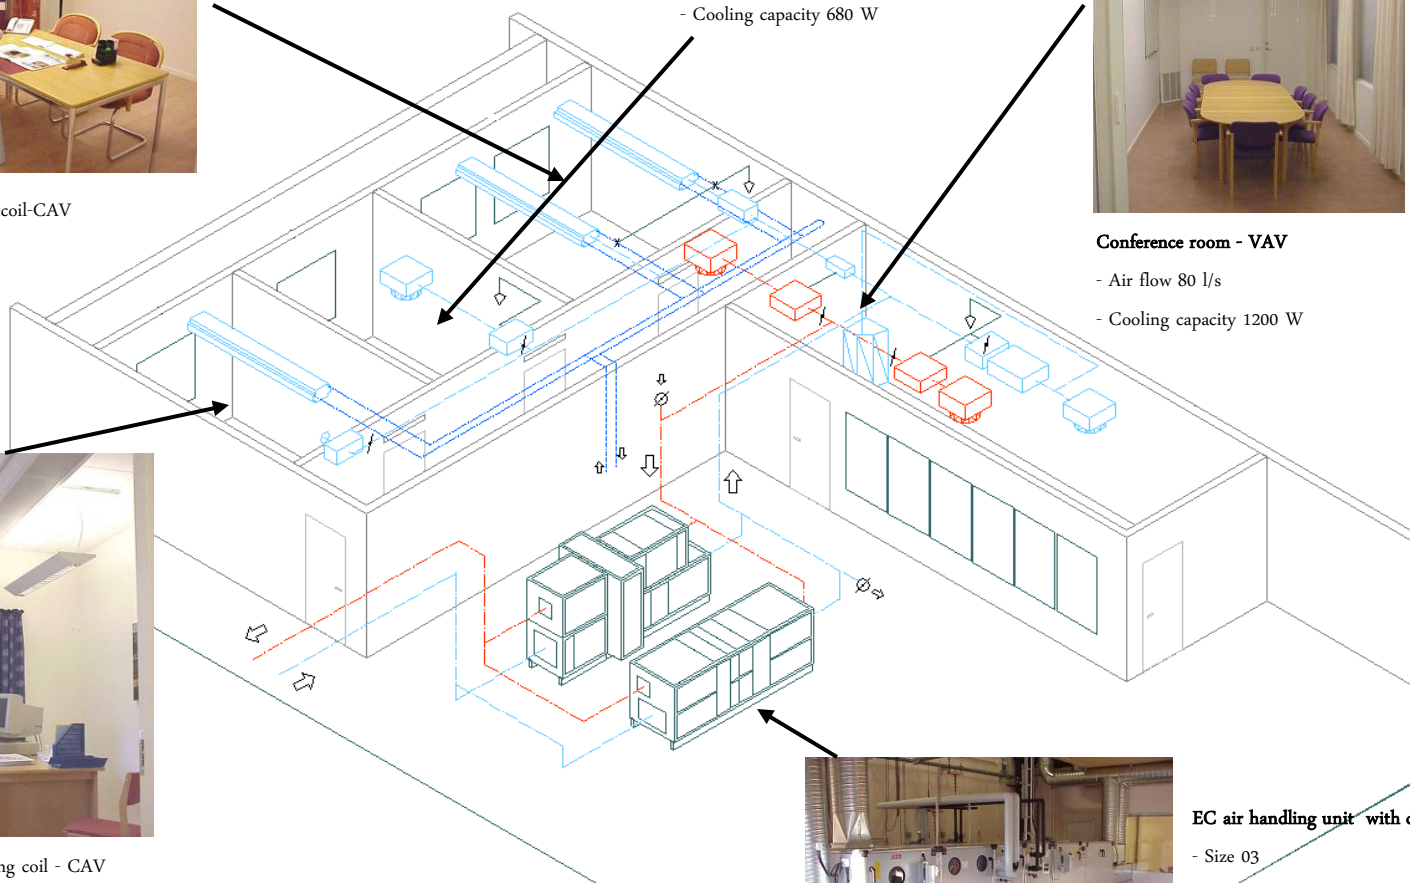 - Cooling capacity 680 W
coil-CAV
Conference room - VAV
- Air flow 80 l/s
- Cooling capacity 1200 W
EC air handling unit with
- Size 03
coil - CAV